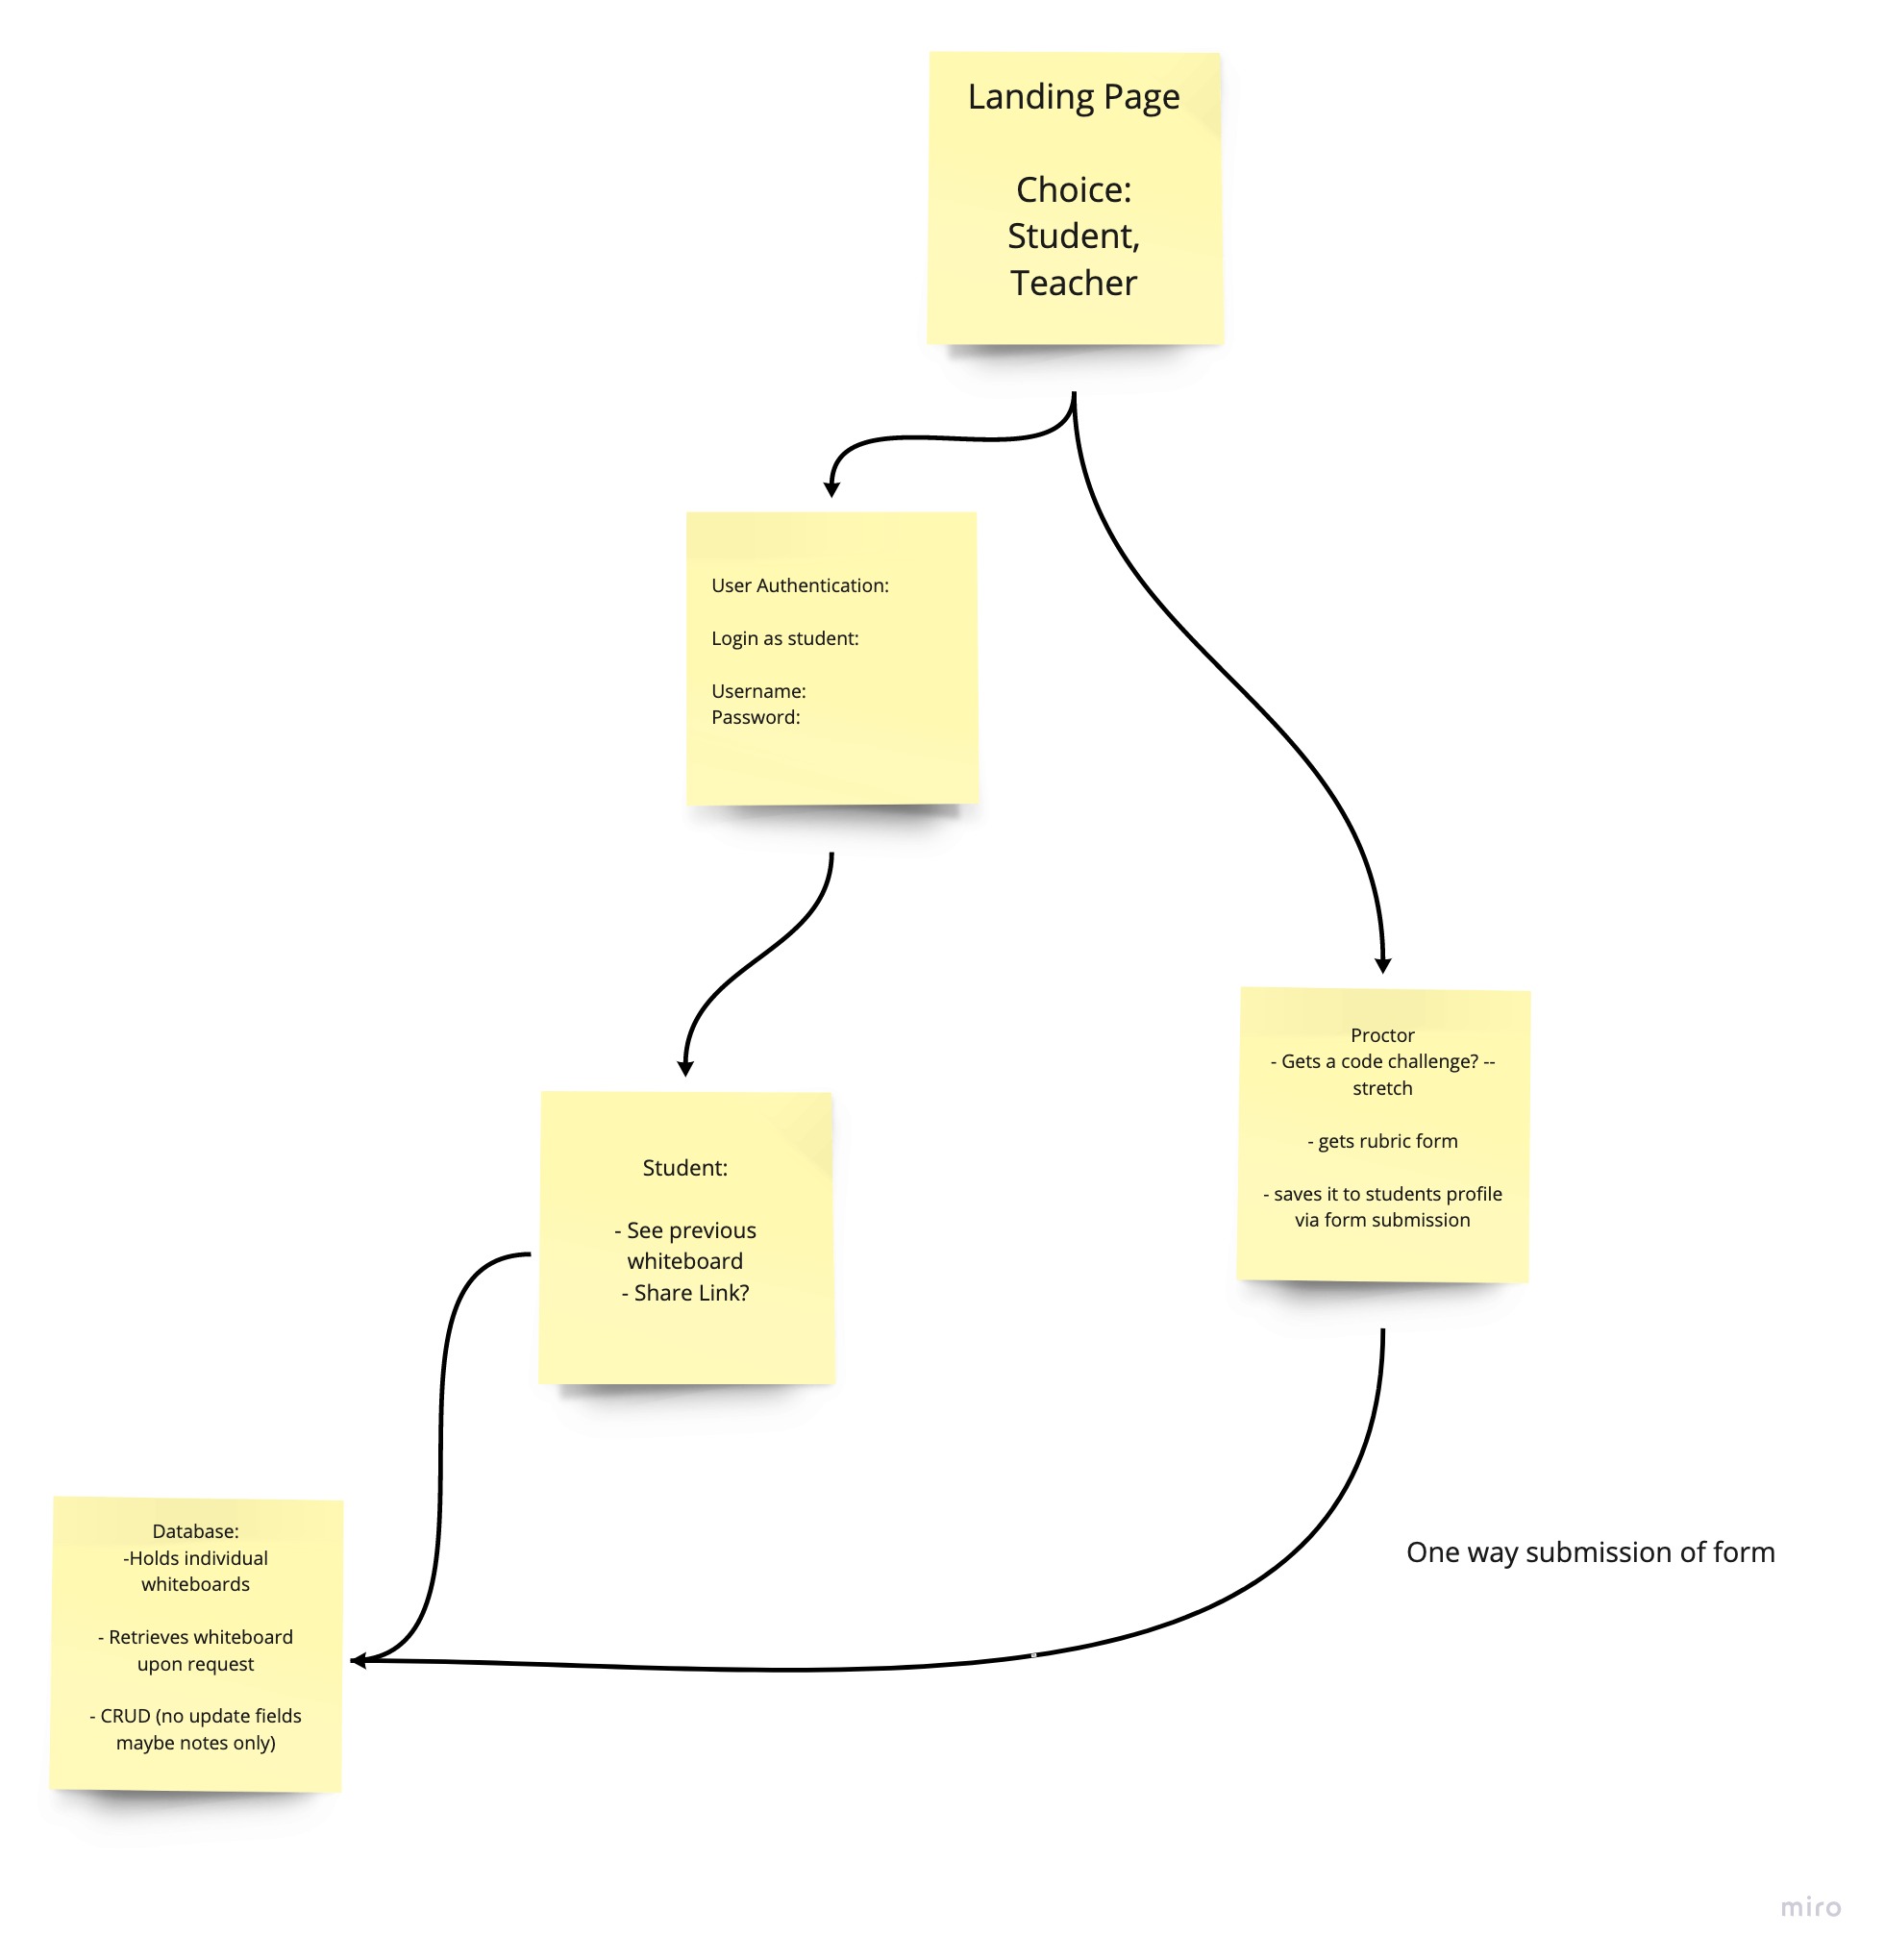 Landing Page
Choice:
Student,
Teacher
User Authentication:
Login as student:
Username:
Password:
Proctor
- Gets a code challenge? --
stretch
- gets rubric form
- saves it to students profile
via form submission
Student:
- See previous
whiteboard
- Share Link?
Database:
-Holds individual
whiteboards
- Retrieves whiteboard
upon request
- CRUD (no update fields
maybe notes only)
One way submission of form
miro